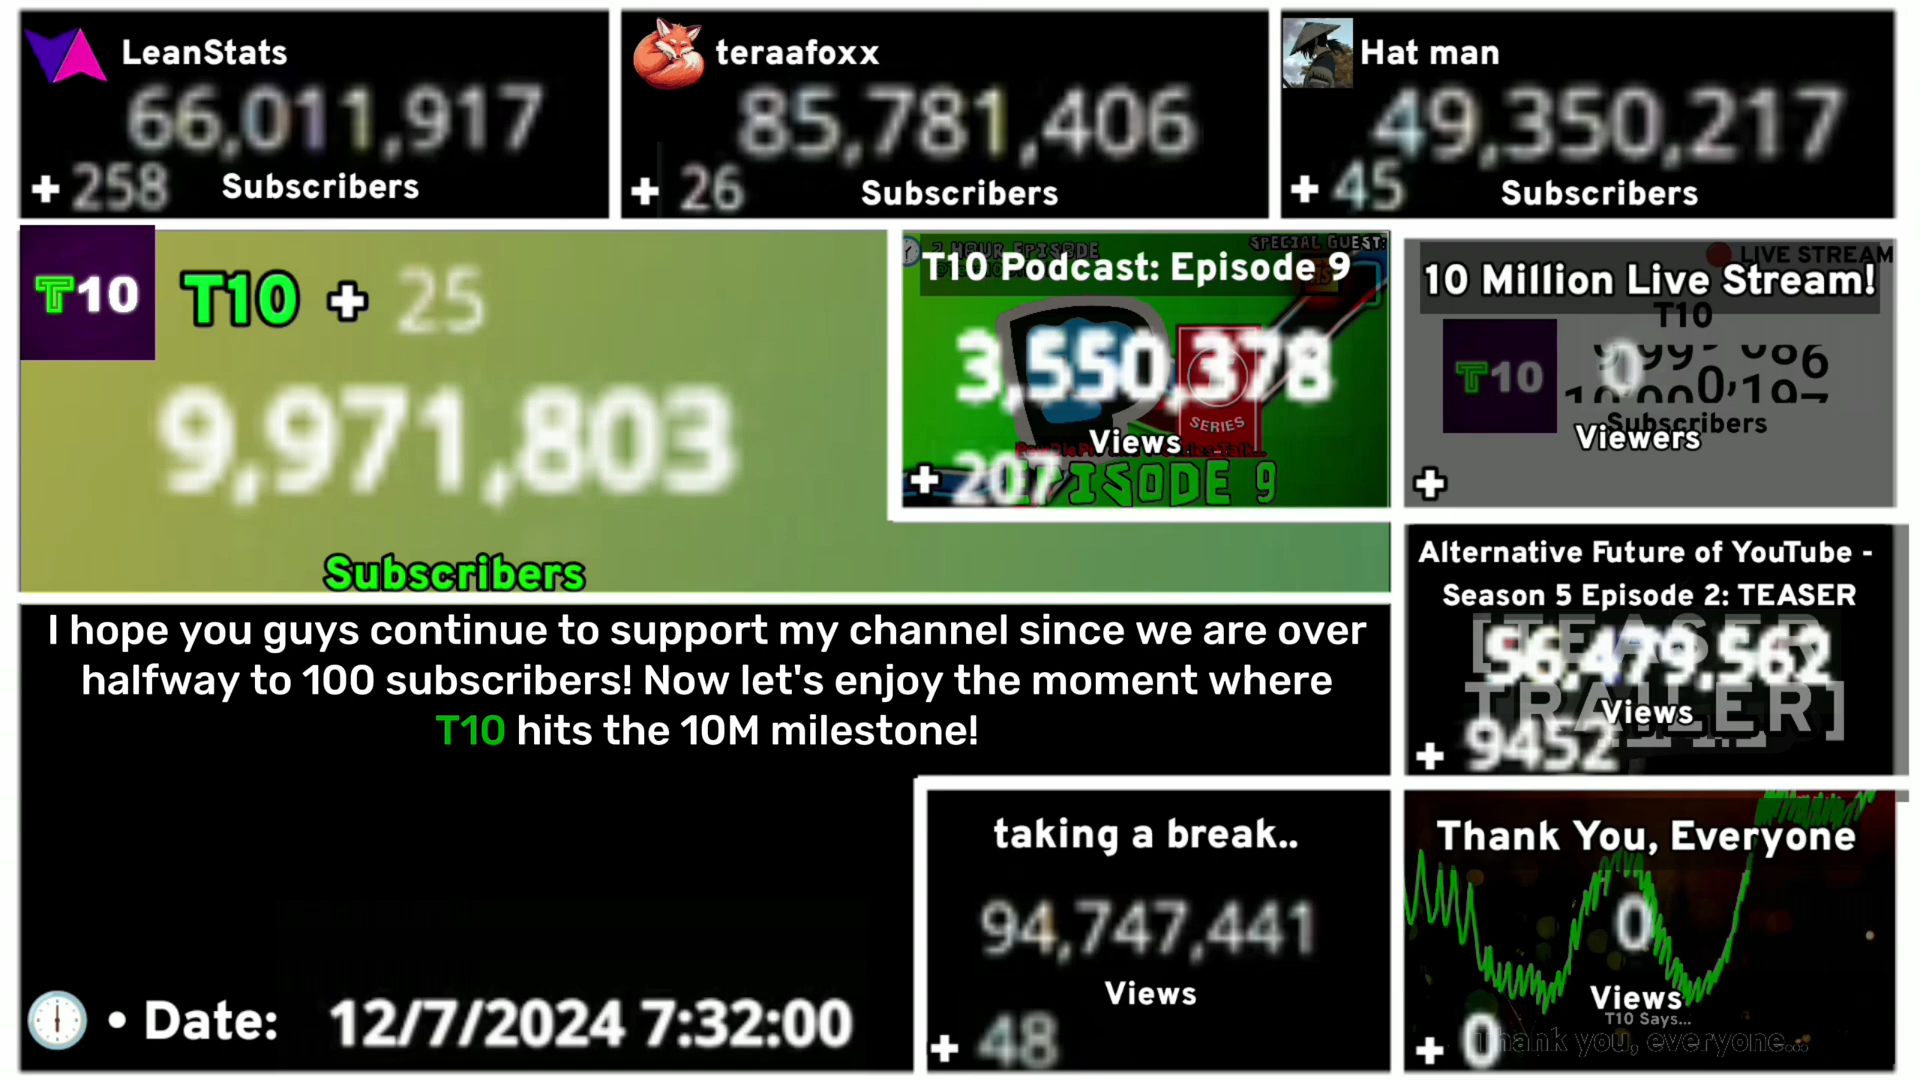 LeanStats
66,011,917
+ 258 Subscribers
teraafoxx
85,781,406
+ 26 Subscribers
Hat man
49,350,217
+ 45 Subscribers
T10 T10 + 25
9,971,803
Subscribers
HOUR EPISODE
SPECIAL GUEST:
T10 Podcast: Episode 9
3,550,378
SERIES
Views
+ 207
EPISODE 9
LIVE STREAM
10 Million Live Stream!
T10
T10
0
Subscribers
Viewers
+
Alternative Future of YouTube -
Season 5 Episode 2: TEASER
[TEASER
56,479,562
TRAILER]
Views
+ 9452
I hope you guys continue to support my channel since we are over
halfway to 100 subscribers! Now let's enjoy the moment where
T10 hits the 10M milestone!
• Date: 12/7/2024 7:32:00
taking a break..
94,747,441
Views
+ 48
Thank You, Everyone
0
Views
T10 Says...
+ 0
Thank you, everyone...